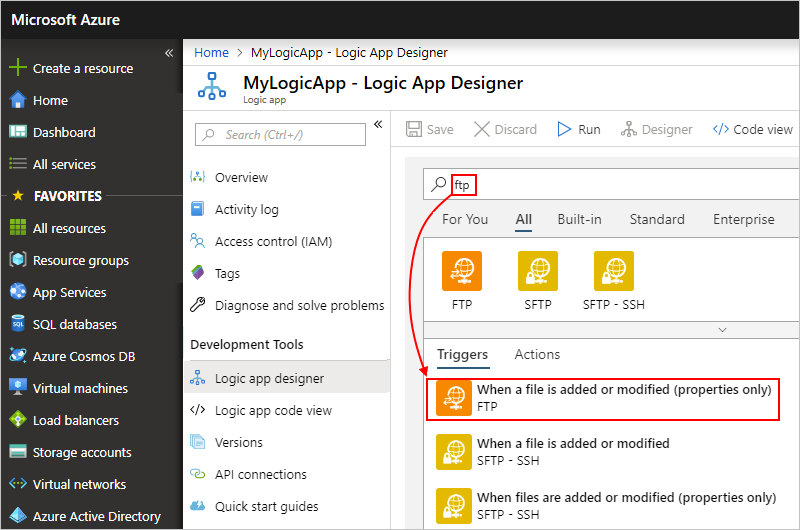 Microsoft Azure
«
Create a resource
Home
Dashboard
All services
FAVORITES
All resources
Resource groups
App Services
SQL databases
Azure Cosmos DB
Virtual machines
Load balancers
Storage accounts
Virtual networks
Azure Active Directory
Home > MyLogicApp - Logic App Designer
MyLogicApp - Logic App Designer
Logic app
Search (Ctrl+/)
«
Overview
Activity log
Access control (IAM)
Tags
Diagnose and solve problems
Development Tools
Logic app designer
Logic app code view
Versions
API connections
Quick start guides
Save Discard Run Designer </> Code view
ftp
For You All Built-in Standard Enterprise
FTP SFTP SFTP - SSH
Triggers Actions
When a file is added or modified (properties only)
FTP
When a file is added or modified
SFTP - SSH
When files are added or modified (properties only)
SFTP - SSH